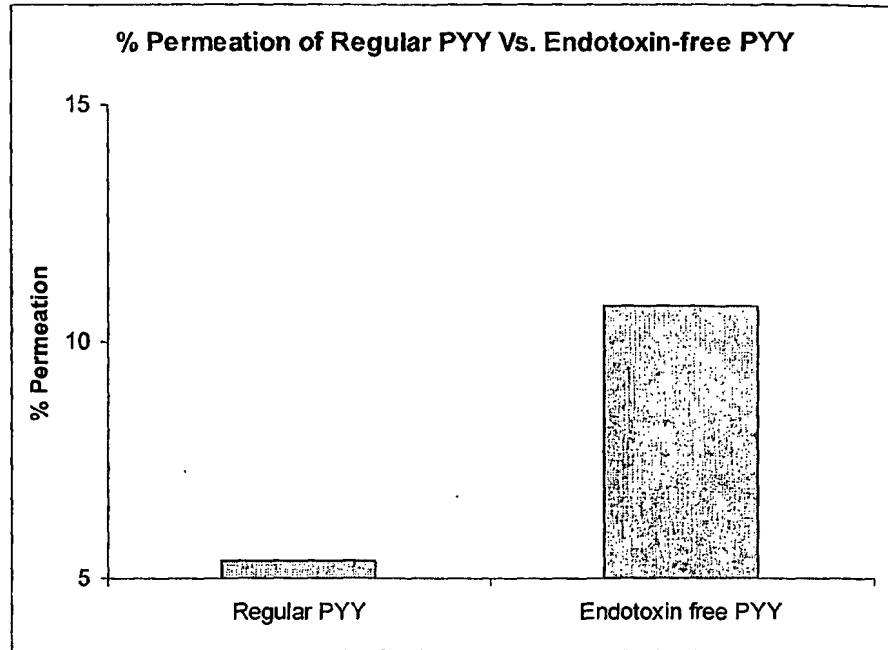 % Permeation of Regular PYY Vs. Endotoxin-free PYY
15
10
5
% Permeation
Regular PYY
Endotoxin free PYY